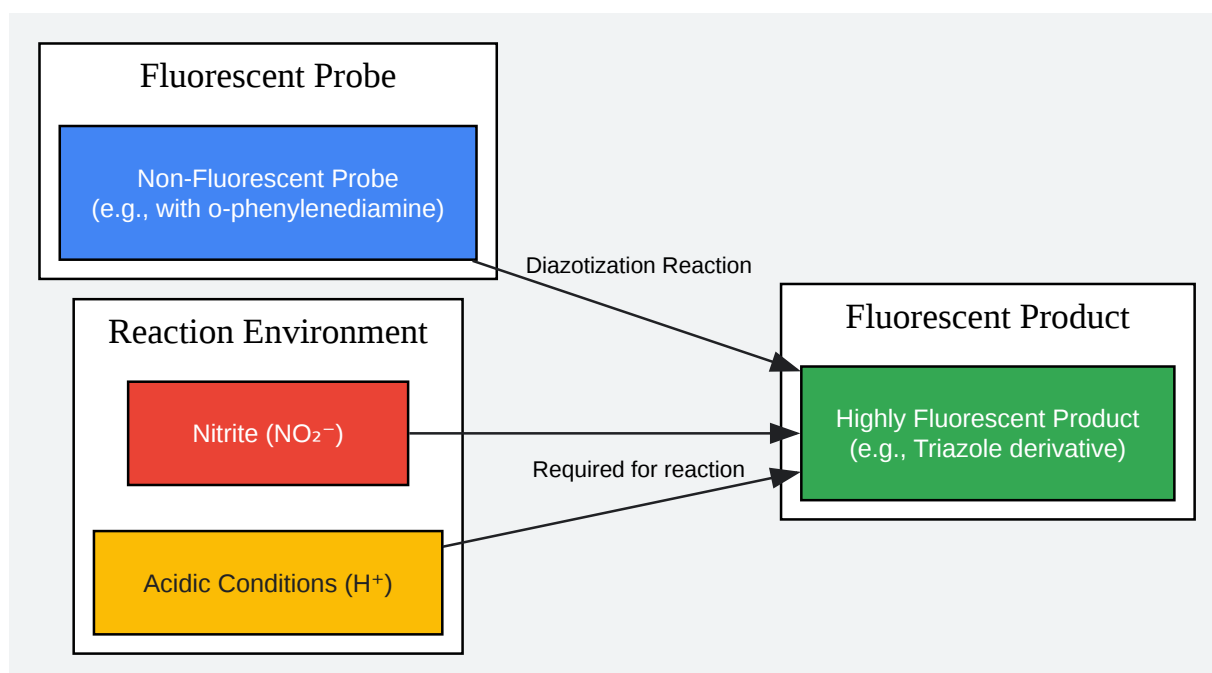 Fluorescent Probe
Non-Fluorescent Probe
(e.g., with o-phenylenediamine)
Diazotization Reaction
Reaction Environment
Nitrite (NO₂⁻)
Required for reaction
Acidic Conditions (H⁺)
Fluorescent Product
Highly Fluorescent Product
(e.g., Triazole derivative)